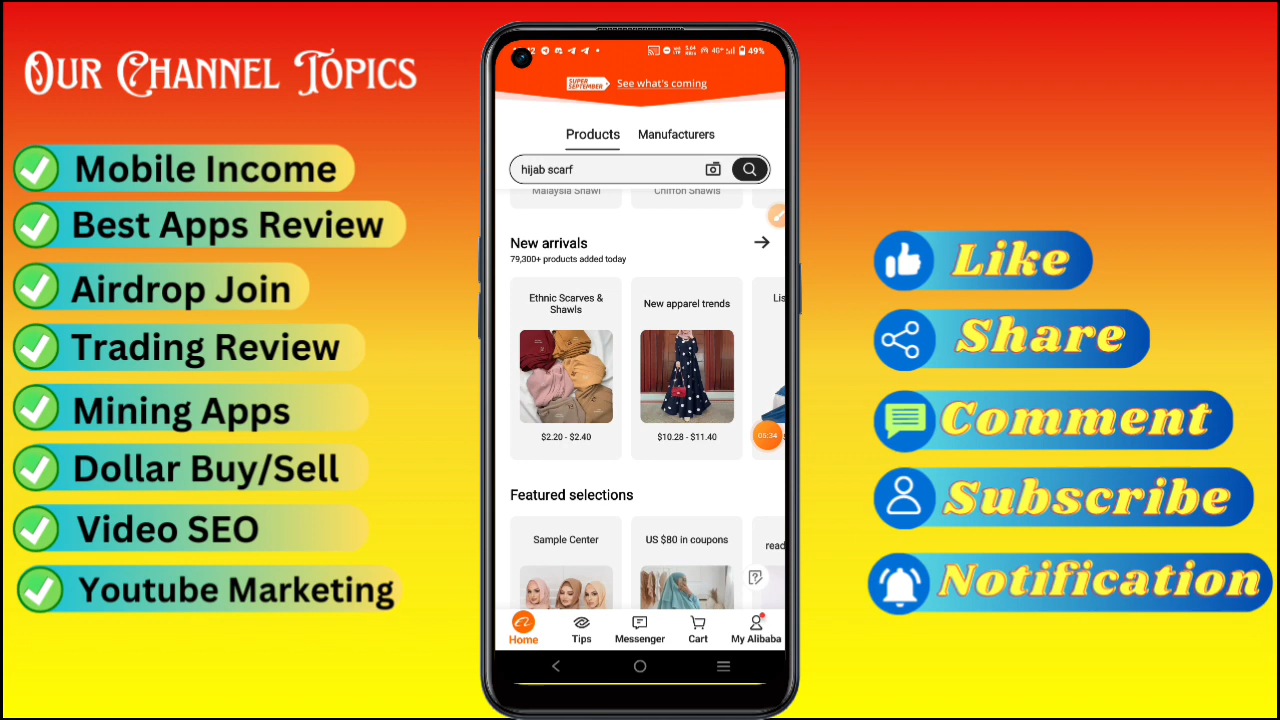 Our Channel Topics
Mobile Income
Best Apps Review
Airdrop Join
Trading Review
Mining Apps
Dollar Buy/Sell
Video SEO
Youtube Marketing
4G+
49%
SUPER
SEPTEMBER
See what's coming
Products
Manufacturers
hijab scarf
Malaysia Shawl
Chiffon Shawls
New arrivals
79,300+ products added today
Ethnic Scarves &
Shawls
New apparel trends
Lis
$2.20 - $2.40
$10.28 - $11.40
05:34
Featured selections
Sample Center
US $80 in coupons
read
Home
Tips
Messenger
Cart
My Alibaba
Like
Share
Comment
Subscribe
Notification